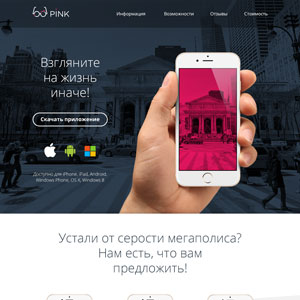 PINK
Информация
Возможности
Отзывы
Стоимость
Взгляните
на жизнь
иначе!
Скачать приложение
Доступно для iPhone, iPad, Android,
Windows Phone, OS X, Windows 8
Устали от серости мегаполиса?
Нам есть, что вам
предложить!